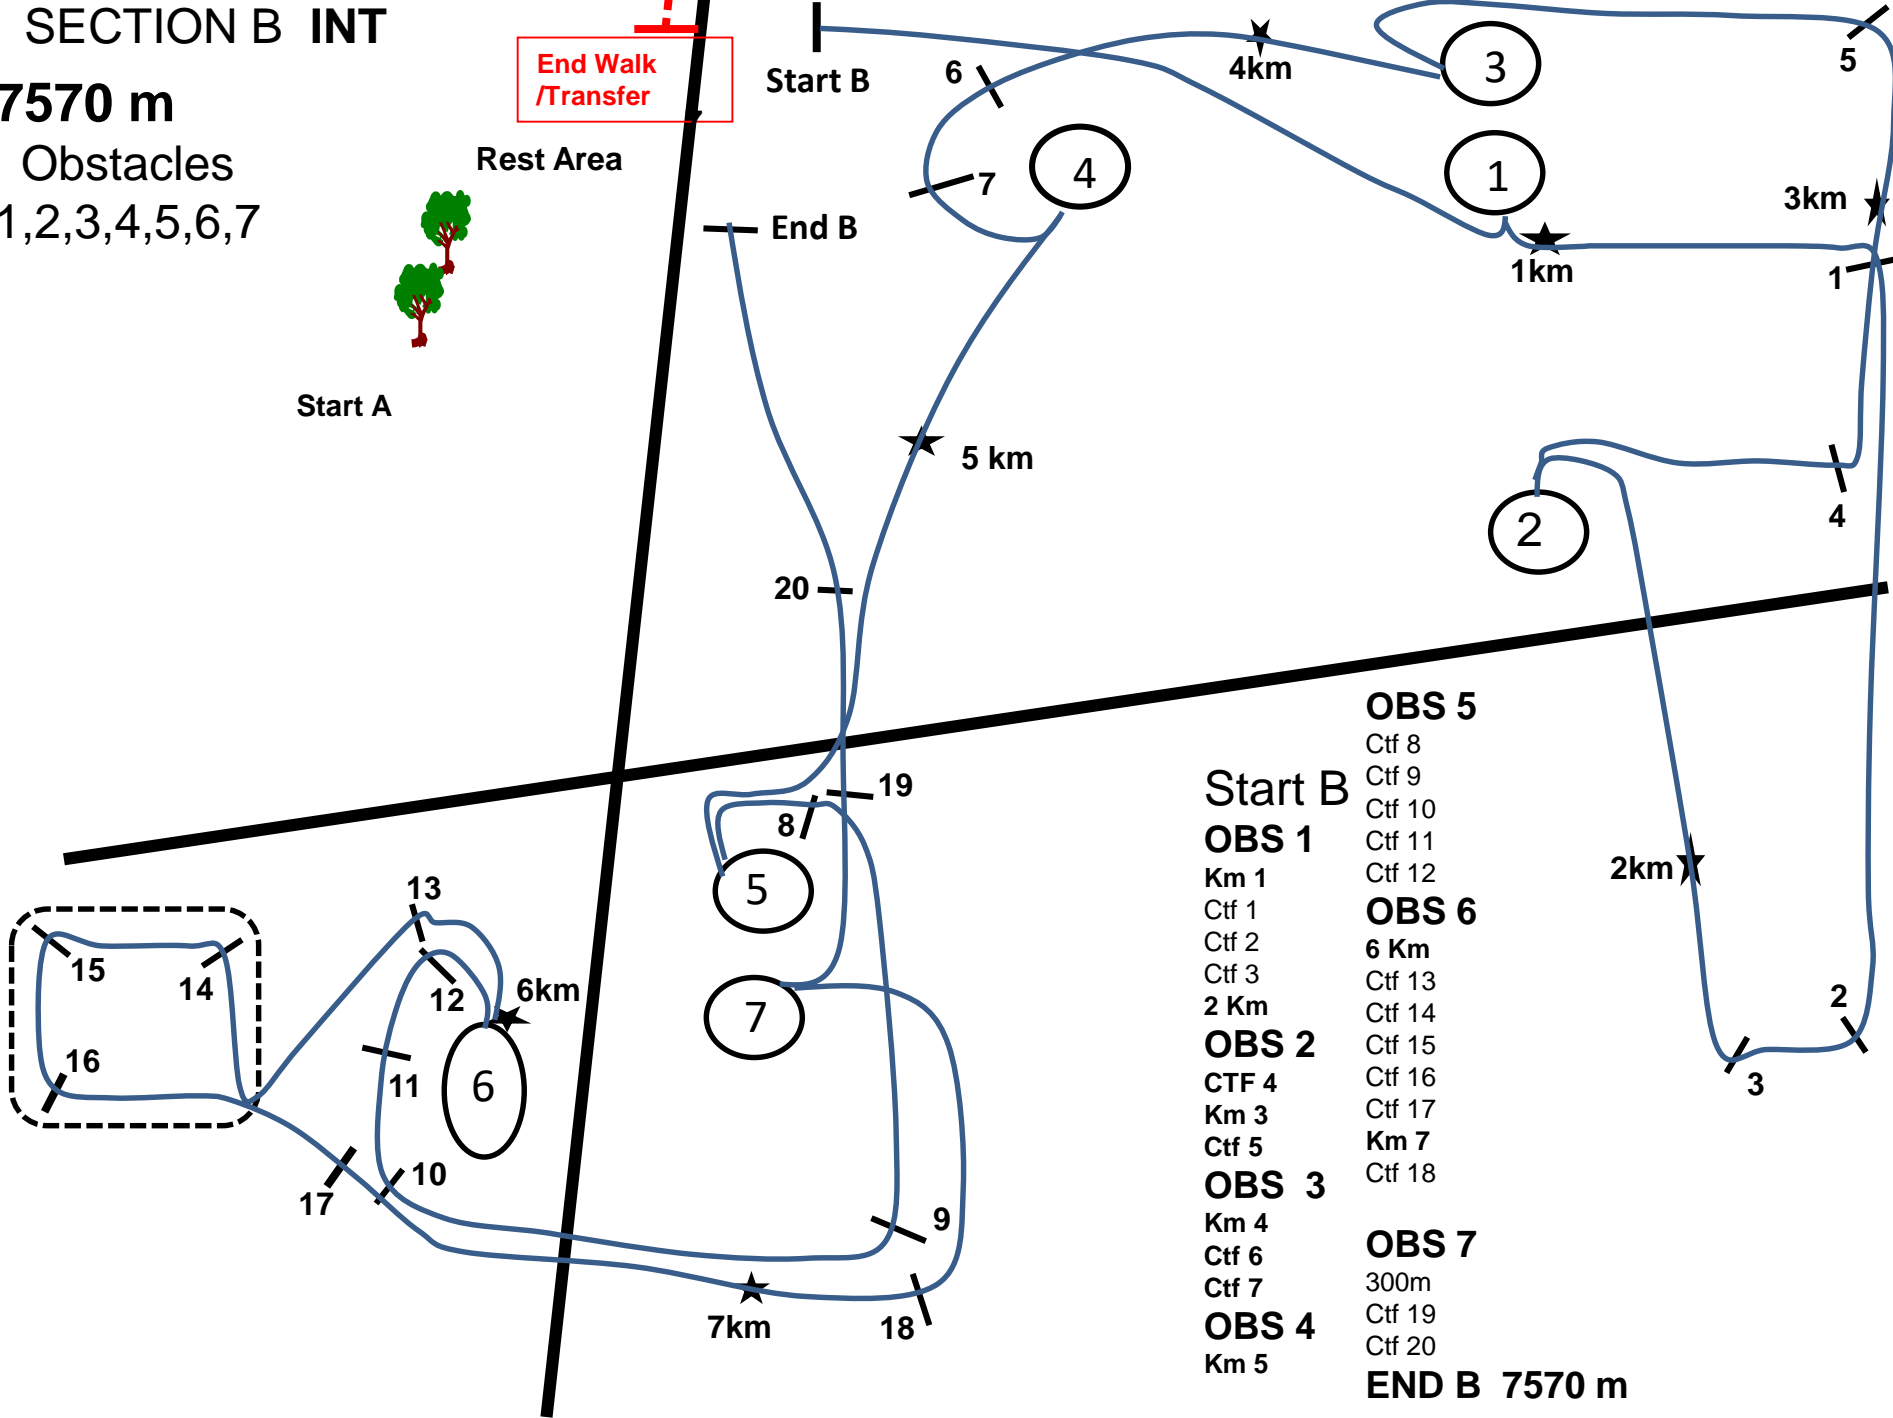 SECTION B INT
7570 m
Obstacles
1,2,3,4,5,6,7
End Walk
/Transfer
Rest Area
Start A
Start B
End B
6
7
4
4km
3
1
1km
5
3km
1
5 km
2
4
20
19
8
5
7
2km
2
3
13
12
6km
15
14
16
11
6
10
17
9
18
7km
Start B
OBS 1
Km 1
Ctf 1
Ctf 2
Ctf 3
2 Km
OBS 2
CTF 4
Km 3
Ctf 5
OBS 3
Km 4
Ctf 6
Ctf 7
OBS 4
Km 5
OBS 5
Ctf 8
Ctf 9
Ctf 10
Ctf 11
Ctf 12
OBS 6
6 Km
Ctf 13
Ctf 14
Ctf 15
Ctf 16
Ctf 17
Km 7
Ctf 18
OBS 7
300m
Ctf 19
Ctf 20
END B 7570 m